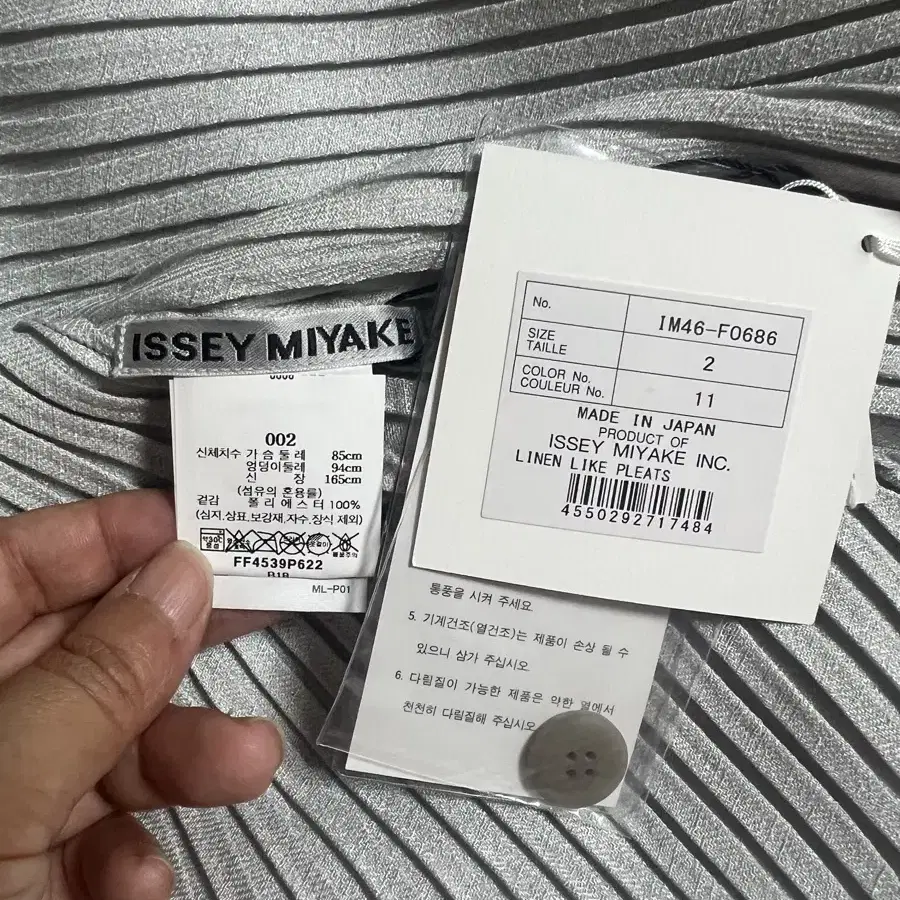 ISSEY MIYAKE
002
신체치수 가 슴 둘 레 85cm
엉덩이둘레 94cm
신 장 165cm
(섬유의 혼용률)
겉감 폴 리 에 스 터 100%
(심지,상표,보강재,자수,장식 제외)
FF4539P622
ML-P01
No. IM46-F0686
SIZE
TAILLE 2
COLOR No.
COULEUR No. 11
MADE IN JAPAN
PRODUCT OF
ISSEY MIYAKE INC.
LINEN LIKE PLEATS
4550292717484
통풍을 시켜 주세요.
5. 기계건조(열건조)는 제품이 손상 될 수
있으니 삼가 주십시오.
6. 다림질이 가능한 제품은 약한 열에서
천천히 다림질해 주십시오